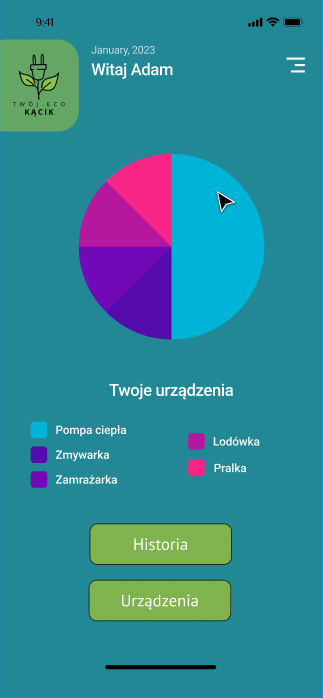 9:41
January, 2023
Witaj Adam
TWÓJ ECO
KĄCIK
Twoje urządzenia
Pompa ciepła
Zmywarka
Zamrażarka
Lodówka
Pralka
Historia
Urządzenia